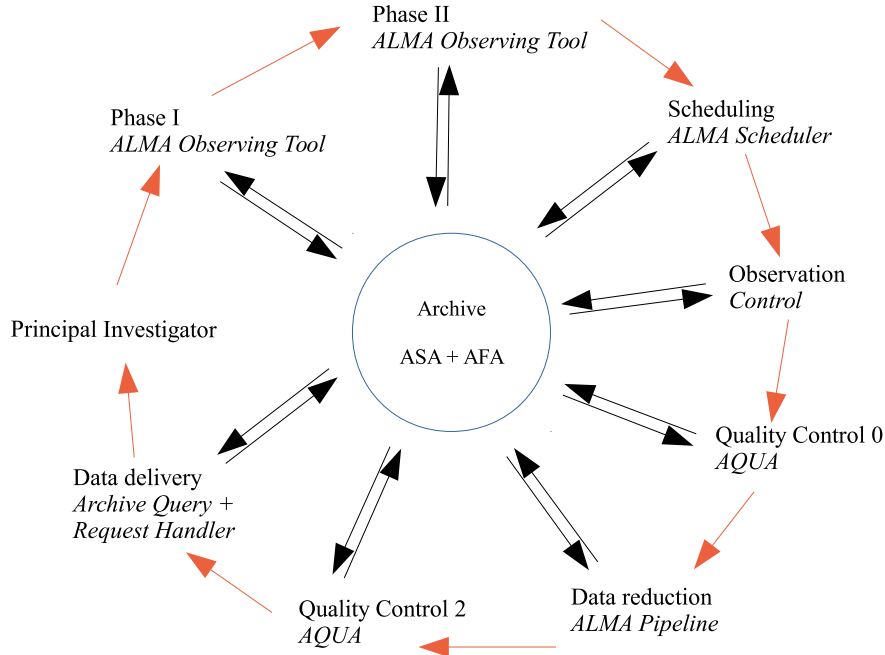 Phase II
ALMA Observing Tool
Phase I
ALMA Observing Tool
Scheduling
ALMA Scheduler
Observation
Control
Archive
ASA + AFA
Principal Investigator
Quality Control 0
AQUA
Data delivery
Archive Query +
Request Handler
Data reduction
ALMA Pipeline
Quality Control 2
AQUA